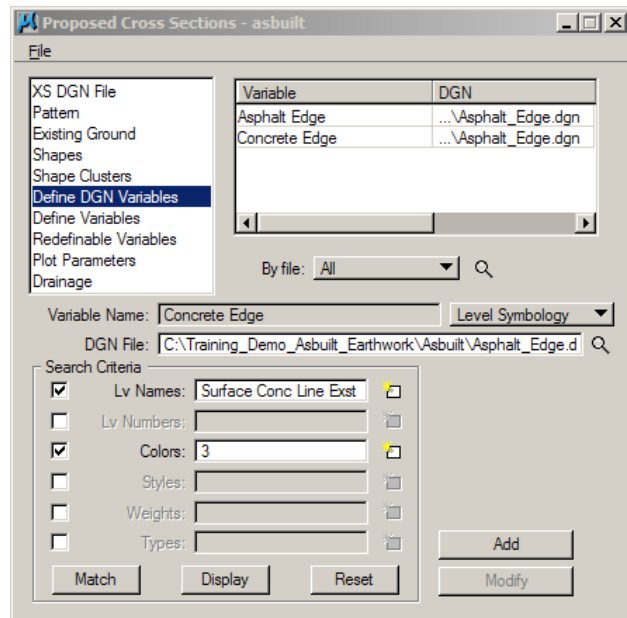 Proposed Cross Sections - asbuilt
File
XS DGN File
Pattern
Existing Ground
Shapes
Shape Clusters
Define DGN Variables
Define Variables
Redefinable Variables
Plot Parameters
Drainage
Variable DGN
Asphalt Edge ...\Asphalt_Edge.dgn
Concrete Edge ...\Asphalt_Edge.dgn
By file: All
Variable Name: Concrete Edge Level Symbology
DGN File: C:\Training_Demo_Asbuilt_Earthwork\Asbuilt\Asphalt_Edge.d
Search Criteria
Lv Names: Surface Conc Line Exst
Lv Numbers:
Colors: 3
Styles:
Weights:
Types:
Match Display Reset
Add
Modify